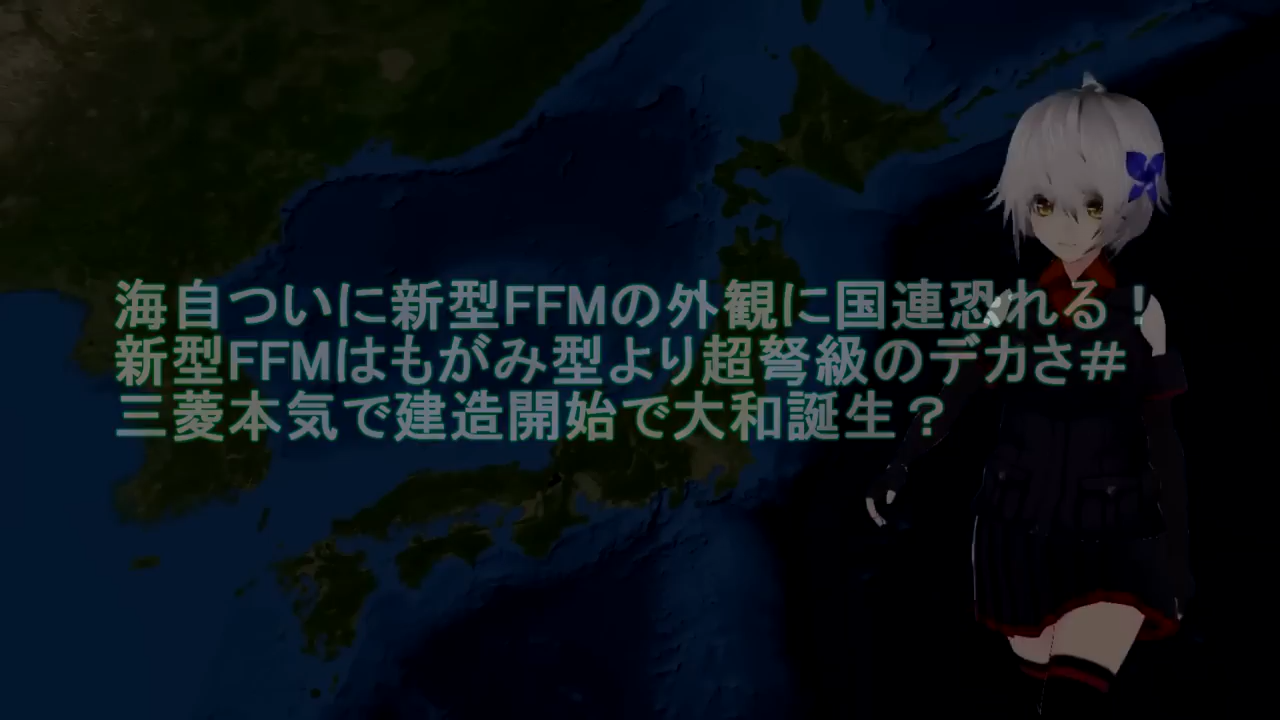 海自ついに新型FFMの外観に国連恐れる！
新型FFMはもがみ型より超弩級のデカさ＃
三菱本気で建造開始で大和誕生？